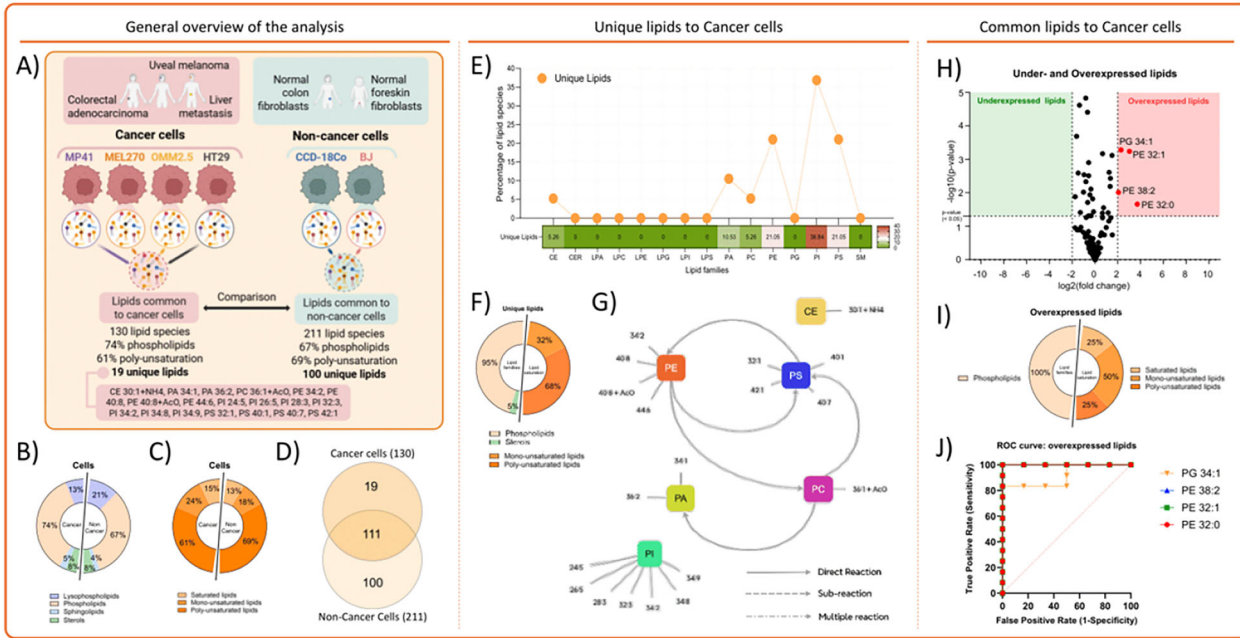 General overview of the analysis
Unique lipids to Cancer cells
Common lipids to Cancer cells
A)
Uveal melanoma
Colorectal
adenocarcinoma
Liver
metastasis
Cancer cells
MP41 MEL270 OMM2.5 HT29
Normal
colon
fibroblasts
Normal
foreskin
fibroblasts
Non-cancer cells
CCD-18Co BJ
Lipids common
to cancer cells
Comparison
Lipids common to
non-cancer cells
130 lipid species
74% phospholipids
61% poly-unsaturation
19 unique lipids
211 lipid species
67% phospholipids
69% poly-unsaturation
100 unique lipids
CE 30:1+NH4, PA 34:1, PA 36:2, PC 36:1+AcO, PE 34:2, PE
40:8, PE 40:8+AcO, PE 44:6, PI 24:5, PI 26:5, PI 28:3, PI 32:3,
PI 34:2, PI 34:8, PI 34:9, PS 32:1, PS 40:1, PS 40:7, PS 42:1
B)
Cells
13%
21%
74%
Cancer
Non
Cancer
67%
5%
4%
8%
8%
Lysophospholipids
Phospholipids
Sphingolipids
Sterols
C)
Cells
15%
13%
24%
18%
Cancer
Non
Cancer
61%
69%
Saturated lipids
Mono-unsaturated lipids
Poly-unsaturated lipids
D)
Cancer cells (130)
19
111
100
Non-Cancer Cells (211)
E)
Unique Lipids
Percentage of lipid species
40
35
30
25
20
15
10
5
0
Unique Lipids
5.26 0 0 0 0 0 0 0 10.53 5.26 21.05 0 36.84 21.05 0
CE CER LPA LPC LPE LPG LPI LPS PA PC PE PG PI PS SM
Lipid families
F)
Unique lipids
32%
95%
Lipid
families
Lipid
saturation
68%
5%
Phospholipids
Sterols
Mono-unsaturated lipids
Poly-unsaturated lipids
G)
CE
30:1+NH4
34:2
40:8
PE
40:8+AcO
44:6
32:1
40:1
PS
42:1
40:7
34:1
36:2
PA
PC
36:1+AcO
PI
24:5
26:5
28:3
32:3
34:2
34:8
34:9
Direct Reaction
Sub-reaction
Multiple reaction
H)
Under- and Overexpressed lipids
Underexpressed lipids
Overexpressed lipids
-log10(p-value)
5
4
3
2
p-value
(< 0.05)
1
0
PG 34:1
PE 32:1
PE 38:2
PE 32:0
-10 -8 -6 -4 -2 0 2 4 6 8 10
log2(fold change)
I)
Overexpressed lipids
25%
100%
Lipid
families
Lipid
saturation
50%
25%
Phospholipids
Saturated lipids
Mono-unsaturated lipids
Poly-unsaturated lipids
J)
ROC curve: overexpressed lipids
True Positive Rate (Sensitivity)
100
90
80
70
60
50
40
30
20
10
0
PG 34:1
PE 38:2
PE 32:1
PE 32:0
0 20 40 60 80 100
False Positive Rate (1-Specificity)